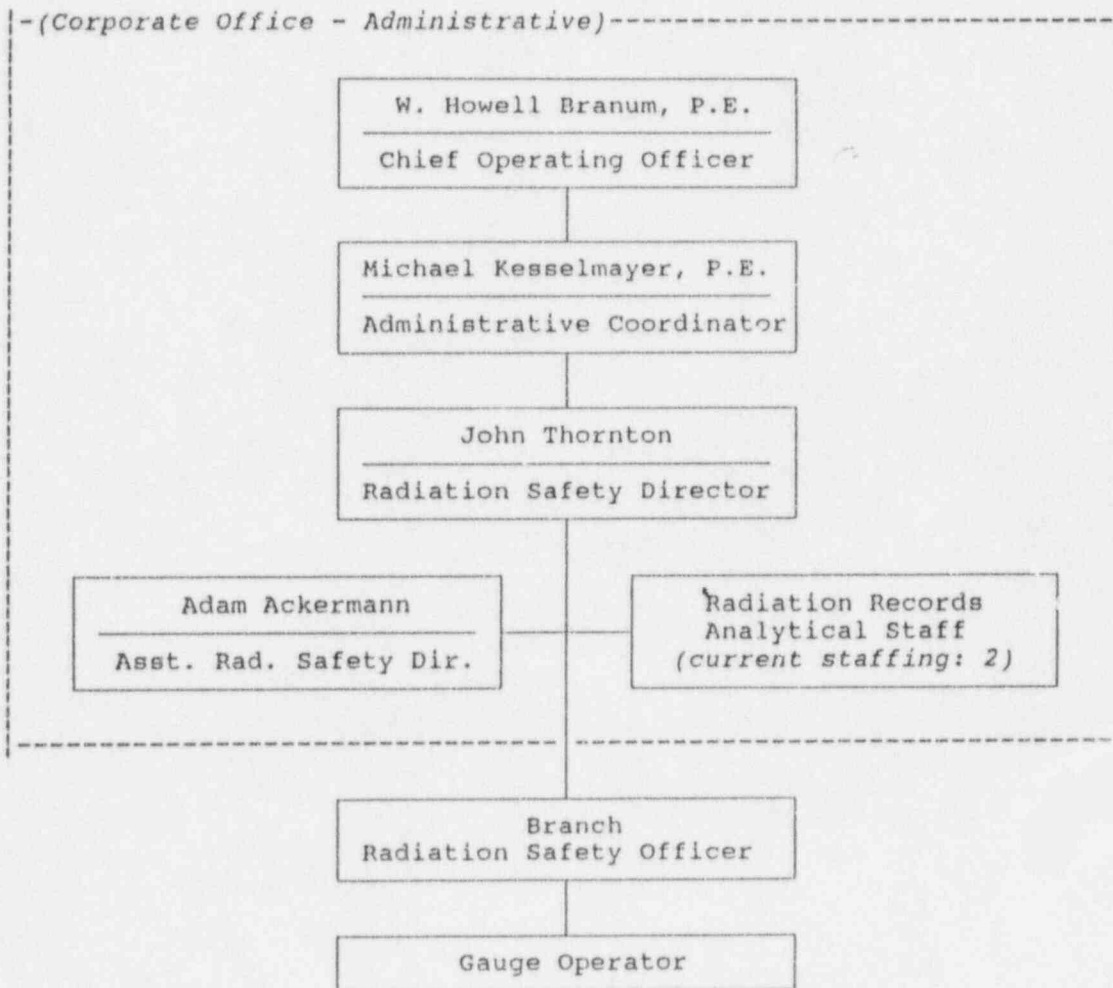 (Corporate Office - Administrative)
W. Howell Branum, P.E.
Chief Operating Officer
Michael Kesselmayer, P.E.
Administrative Coordinator
John Thornton
Radiation Safety Director
Adam Ackermann
Asst. Rad. Safety Dir.
Radiation Records
Analytical Staff
(current staffing: 2)
Branch
Radiation Safety Officer
Gauge Operator